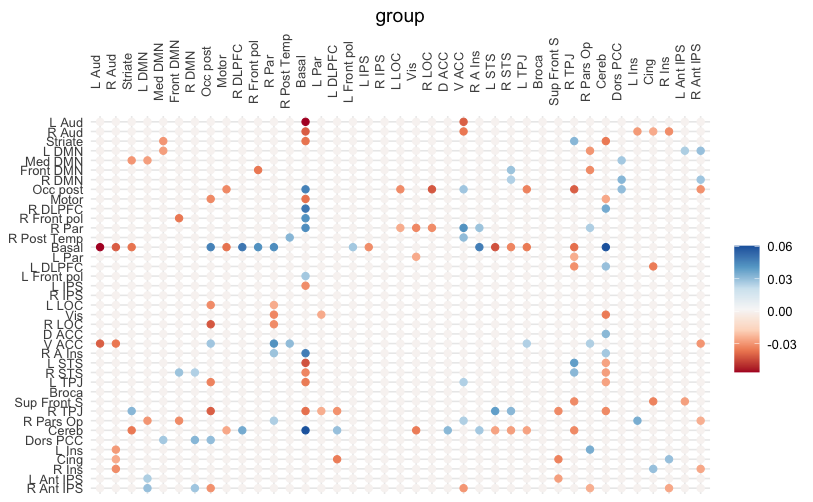 group
L Aud
R Aud
Striate
L DMN
Med DMN
Front DMN
R DMN
Occ post
Motor
R DLPFC
R Front pol
R Par
R Post Temp
Basal
L Par
L DLPFC
L Front pol
L IPS
R IPS
L LOC
Vis
R LOC
D ACC
V ACC
R A Ins
L STS
R STS
L TPJ
Broca
Sup Front S
R TPJ
R Pars Op
Cereb
Dors PCC
L Ins
Cing
R Ins
L Ant IPS
R Ant IPS
L Aud
R Aud
Striate
L DMN
Med DMN
Front DMN
R DMN
Occ post
Motor
R DLPFC
R Front pol
R Par
R Post Temp
Basal
L Par
L DLPFC
L Front pol
L IPS
R IPS
L LOC
Vis
R LOC
D ACC
V ACC
R A Ins
L STS
R STS
L TPJ
Broca
Sup Front S
R TPJ
R Pars Op
Cereb
Dors PCC
L Ins
Cing
R Ins
L Ant IPS
R Ant IPS
0.06
0.03
0.00
-0.03